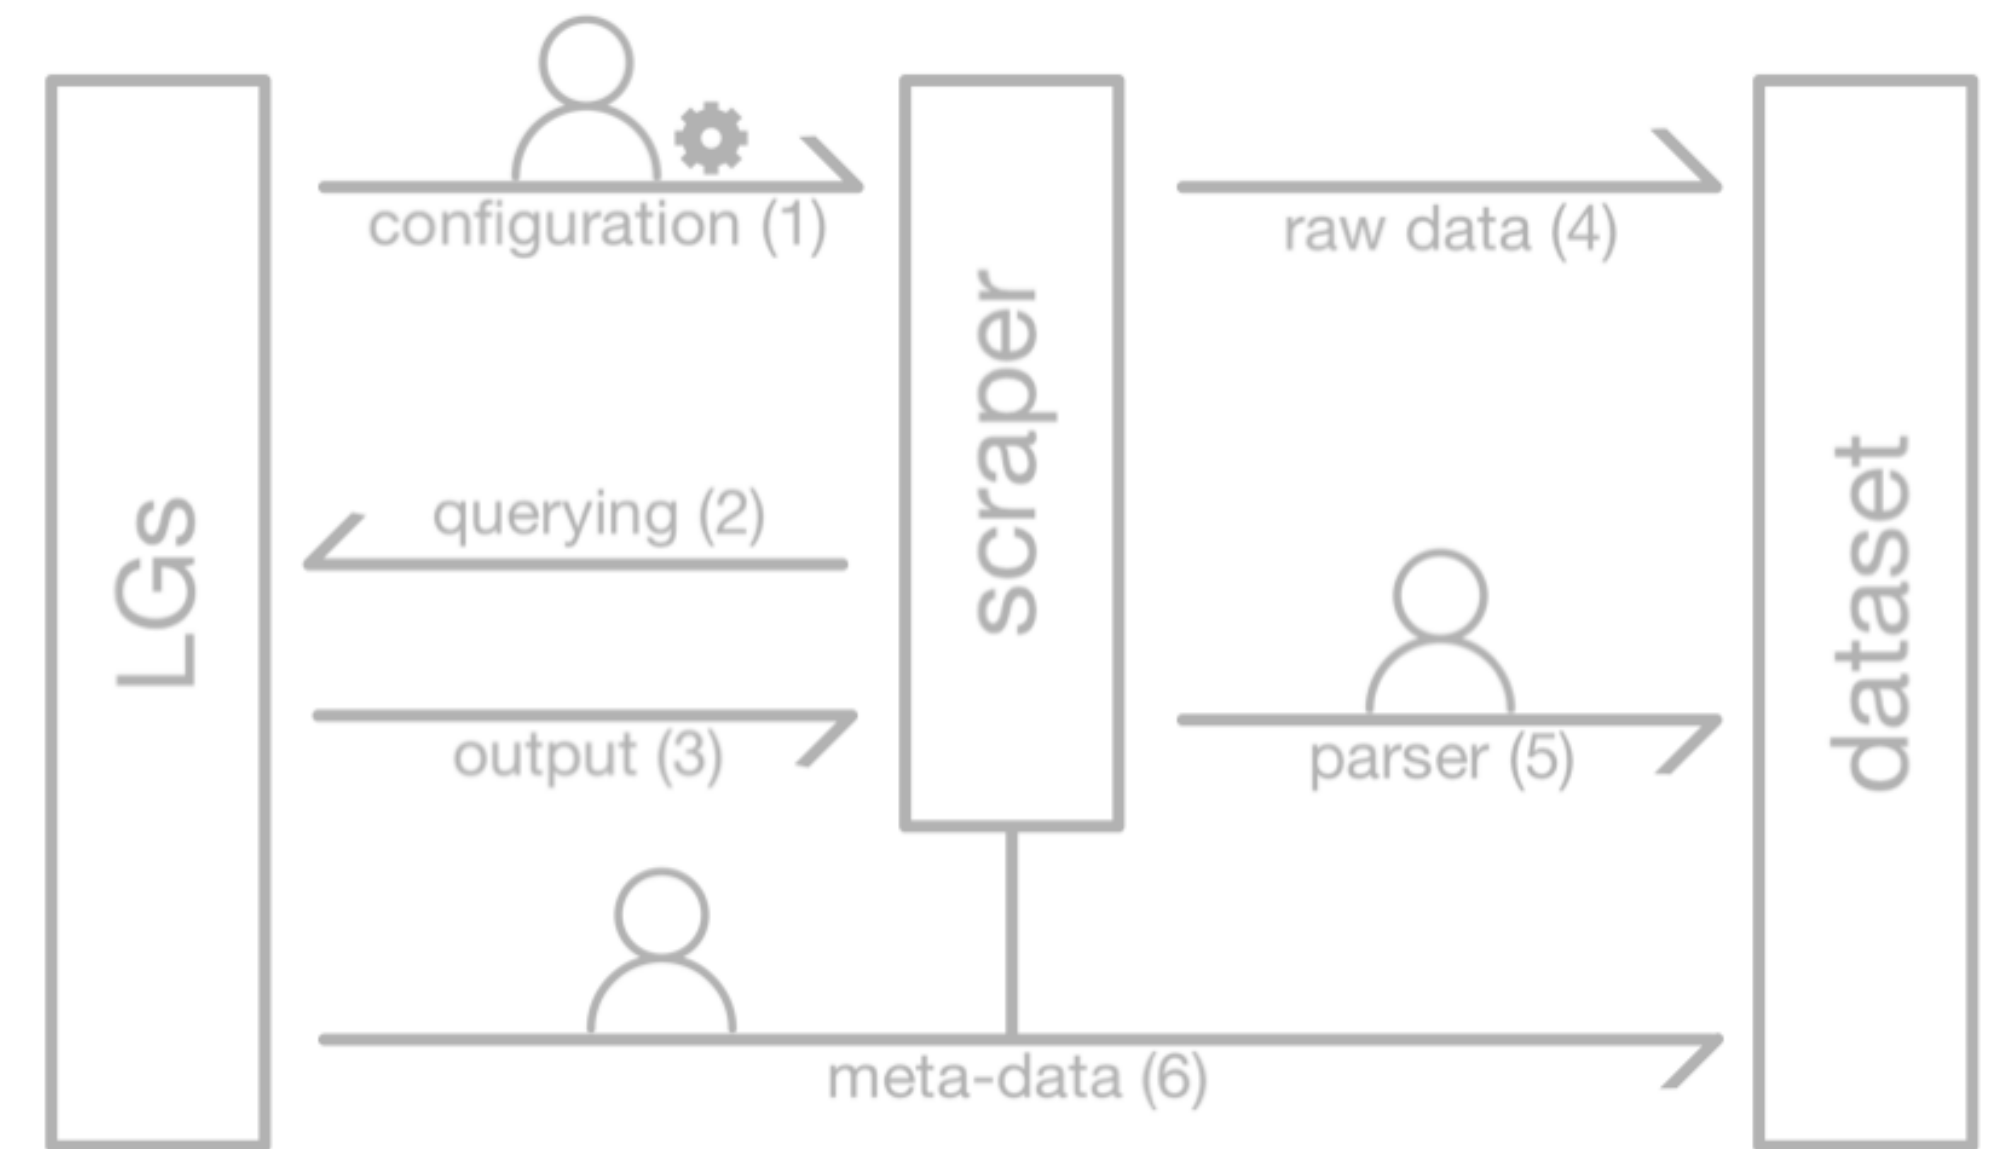 LGs
configuration (1)
querying (2)
output (3)
scraper
raw data (4)
parser (5)
meta-data (6)
dataset